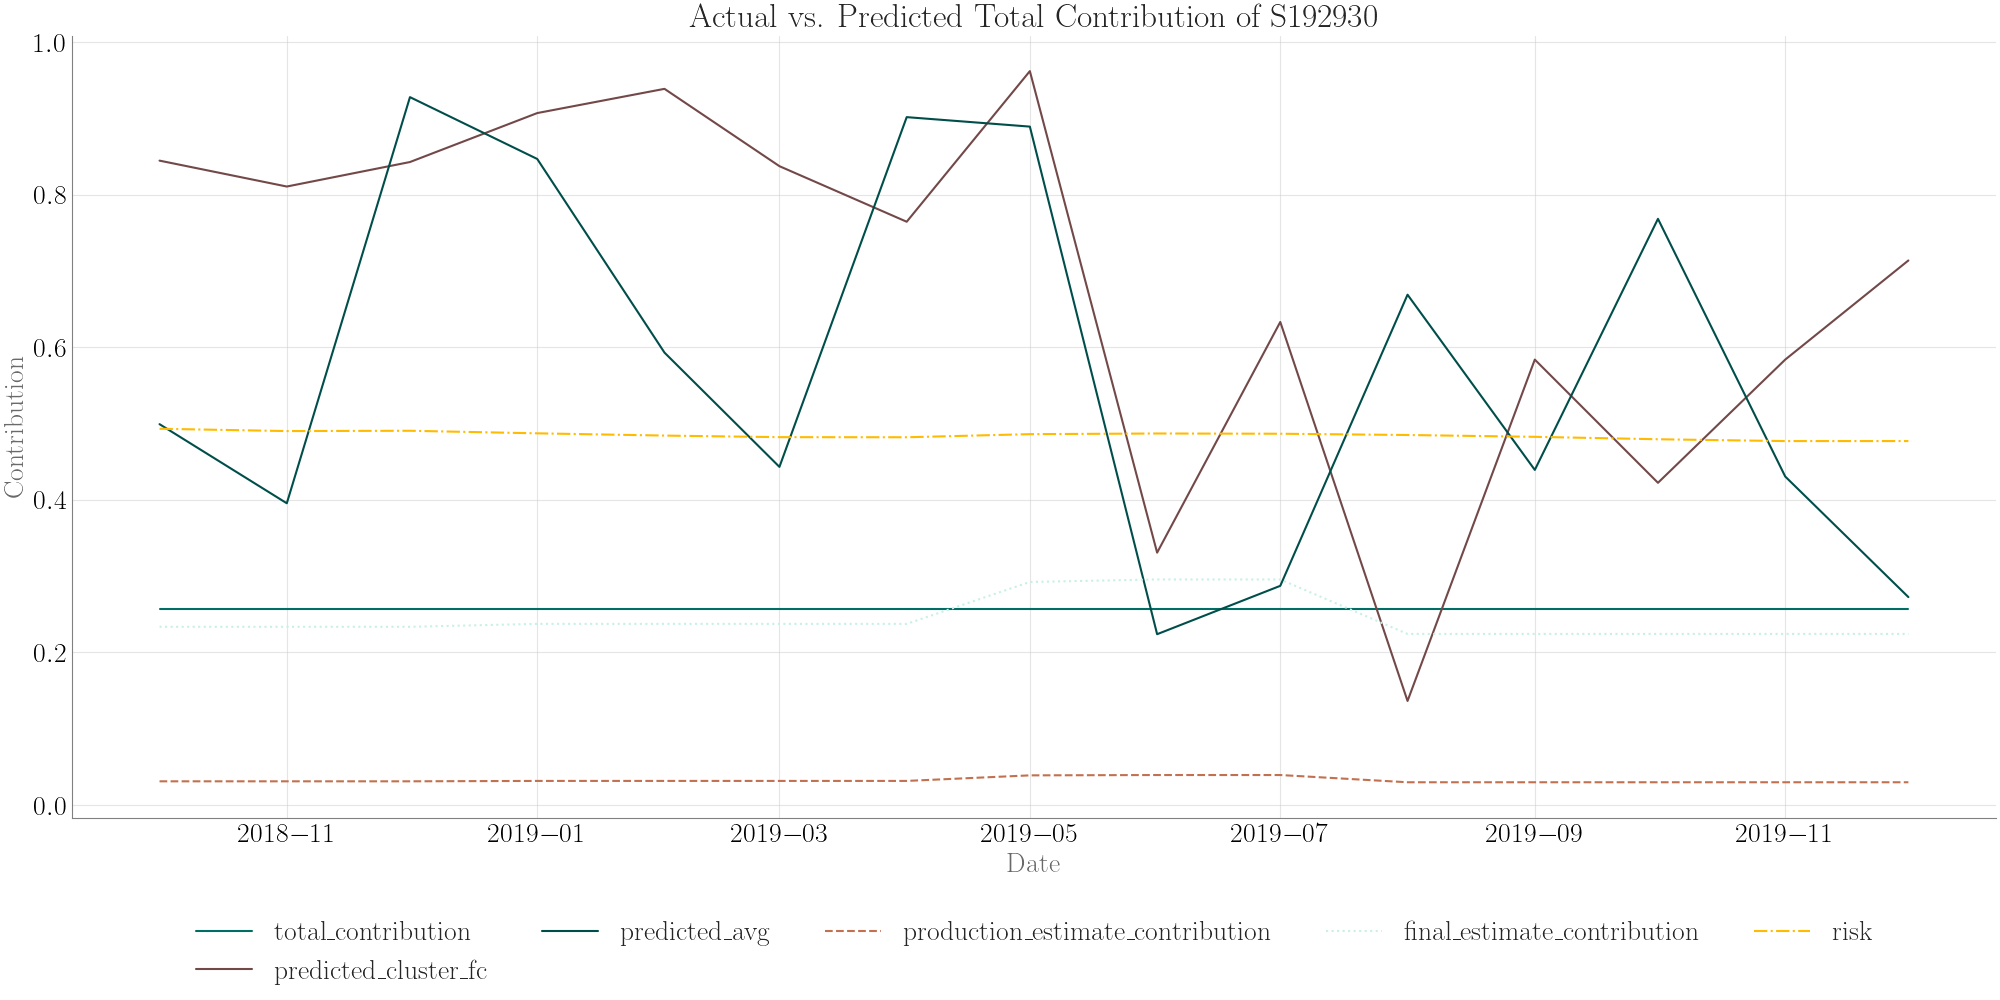 Actual vs. Predicted Total Contribution of S192930
1.0
0.8
0.6
0.4
0.2
0.0
Contribution
2018–11 2019–01 2019–03 2019–05 2019–07 2019–09 2019–11
Date
total_contribution predicted_avg production_estimate_contribution final_estimate_contribution risk
predicted_cluster_fc